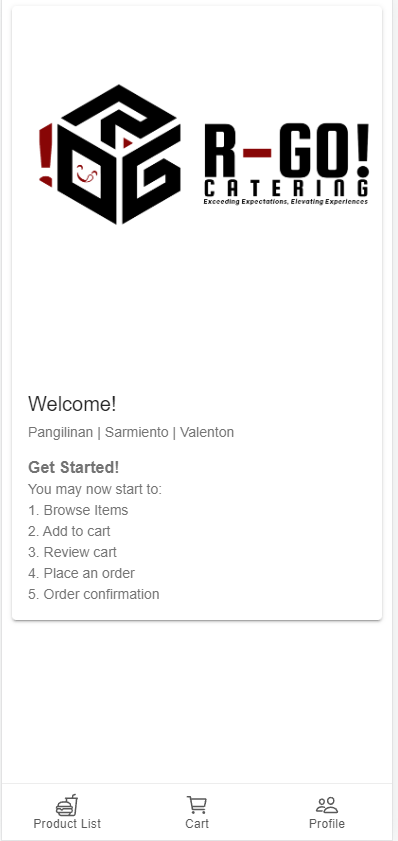 R-GO!
CATERING
Exceeding Expectations, Elevating Experiences
Welcome!
Pangilinan | Sarmiento | Valenton
Get Started!
You may now start to:
1. Browse Items
2. Add to cart
3. Review cart
4. Place an order
5. Order confirmation
Product List
Cart
Profile